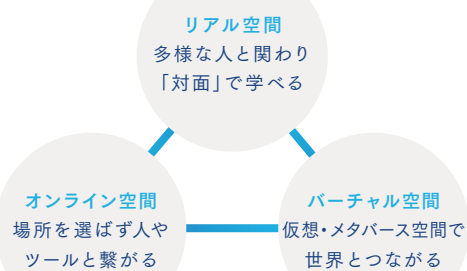 リアル空間
多様な人と関わり
「対面」で学べる
オンライン空間
場所を選ばず人や
ツールと繋がる
バーチャル空間
仮想・メタバース空間で
世界とつながる